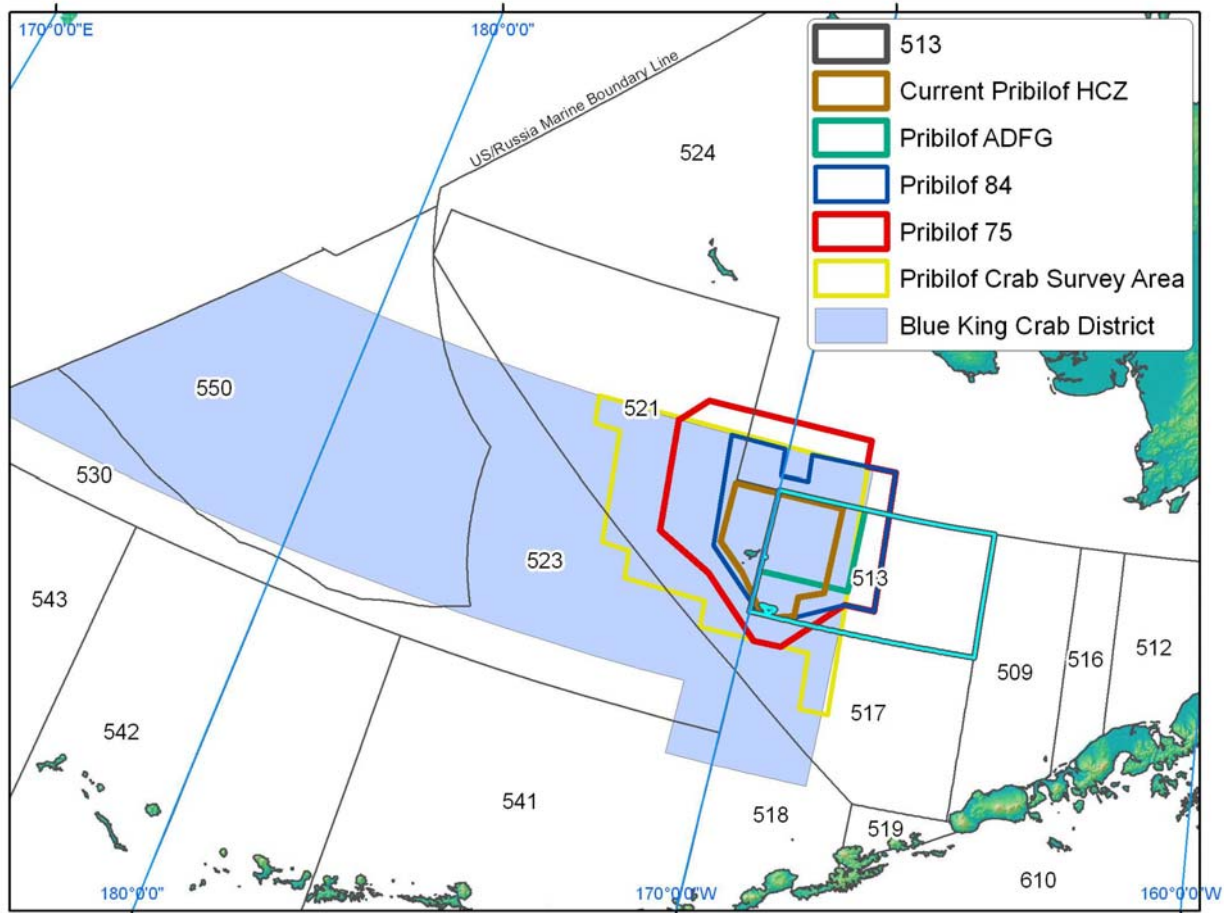 170°0'0"E
180°0'0"
513
Current Pribilof HCZ
Pribilof ADFG
Pribilof 84
Pribilof 75
Pribilof Crab Survey Area
Blue King Crab District
US/Russia Marine Boundary Line
524
550
521
530
523
513
543
509
516
512
517
542
541
518
519
610
180°0'0"
170°0'0"W
160°0'0"W